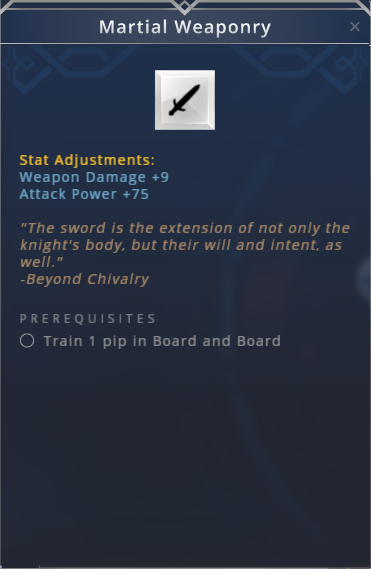 Martial Weaponry
×
Stat Adjustments:
Weapon Damage +9
Attack Power +75
"The sword is the extension of not only the
knight's body, but their will and intent, as
well."
-Beyond Chivalry
PREREQUISITES
Train 1 pip in Board and Board